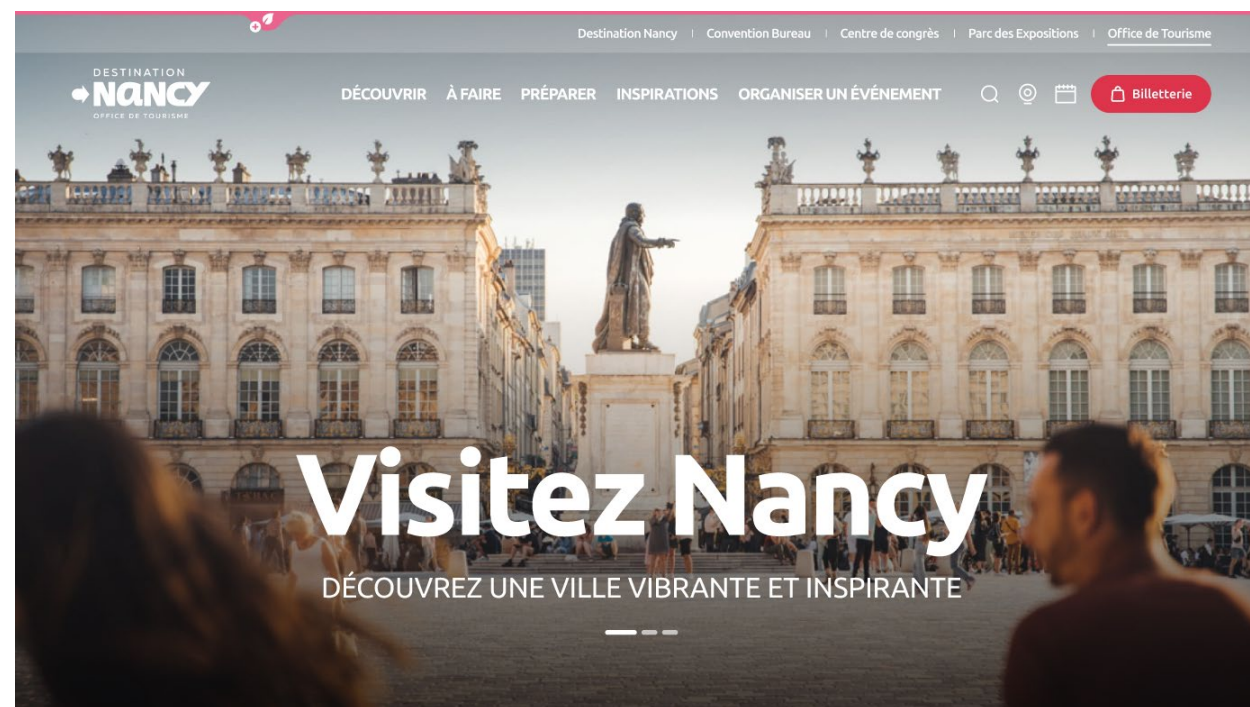 Destination Nancy | Convention Bureau | Centre de congrès | Parc des Expositions | Office de Tourisme
DESTINATION
NANCY
OFFICE DE TOURISME
DÉCOUVRIR À FAIRE PRÉPARER INSPIRATIONS ORGANISER UN ÉVÉNEMENT Billetterie
Visitez Nancy
DÉCOUVREZ UNE VILLE VIBRANTE ET INSPIRANTE